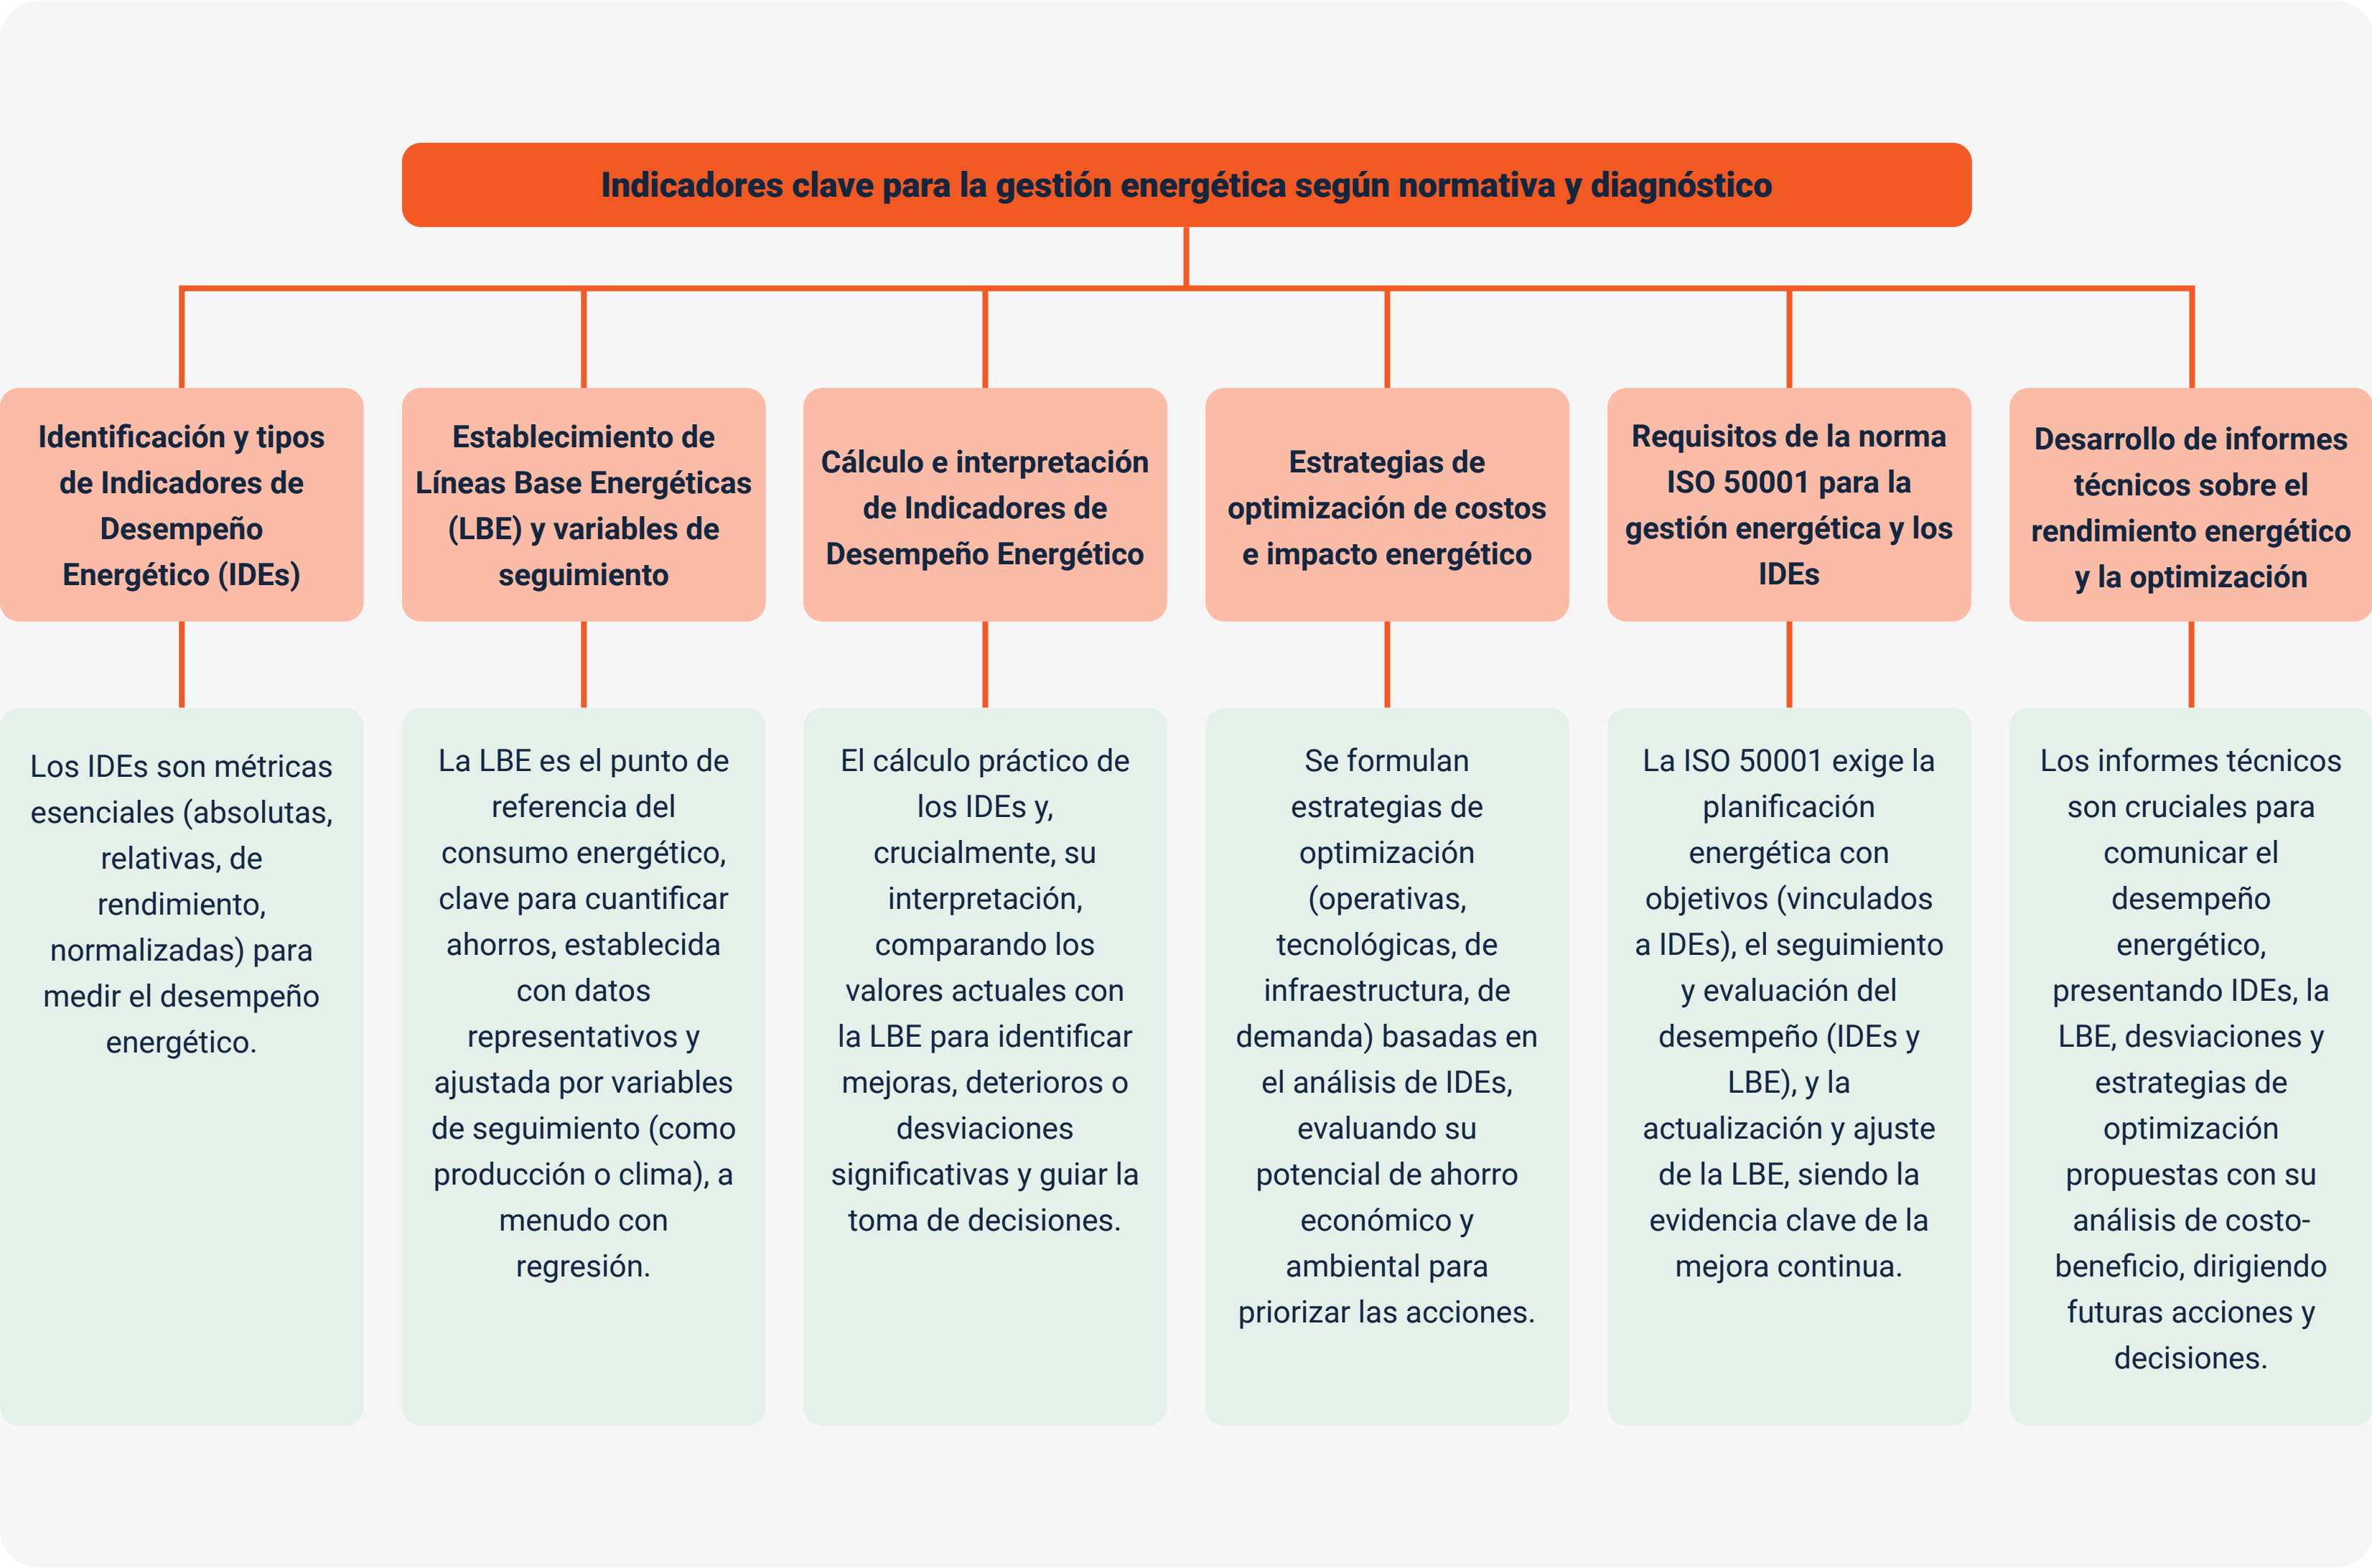 Indicadores clave para la gestión energética según normativa y diagnóstico
Identificación y tipos
de Indicadores de
Desempeño
Energético (IDEs)
Establecimiento de
Líneas Base Energéticas
(LBE) y variables de
seguimiento
Cálculo e interpretación
de Indicadores de
Desempeño Energético
Estrategias de
optimización de costos
e impacto energético
Requisitos de la norma
ISO 50001 para la
gestión energética y los
IDEs
Desarrollo de informes
técnicos sobre el
rendimiento energético
y la optimización
Los IDEs son métricas
esenciales (absolutas,
relativas, de
rendimiento,
normalizadas) para
medir el desempeño
energético.
La LBE es el punto de
referencia del
consumo energético,
clave para cuantificar
ahorros, establecida
con datos
representativos y
ajustada por variables
de seguimiento (como
producción o clima), a
menudo con
regresión.
El cálculo práctico de
los IDEs y,
crucialmente, su
interpretación,
comparando los
valores actuales con
la LBE para identificar
mejoras, deterioros o
desviaciones
significativas y guiar la
toma de decisiones.
Se formulan
estrategias de
optimización
(operativas,
tecnológicas, de
infraestructura, de
demanda) basadas en
el análisis de IDEs,
evaluando su
potencial de ahorro
económico y
ambiental para
priorizar las acciones.
La ISO 50001 exige la
planificación
energética con
objetivos (vinculados
a IDEs), el seguimiento
y evaluación del
desempeño (IDEs y
LBE), y la
actualización y ajuste
de la LBE, siendo la
evidencia clave de la
mejora continua.
Los informes técnicos
son cruciales para
comunicar el
desempeño
energético,
presentando IDEs, la
LBE, desviaciones y
estrategias de
optimización
propuestas con su
análisis de costo-
beneficio, dirigiendo
futuras acciones y
decisiones.